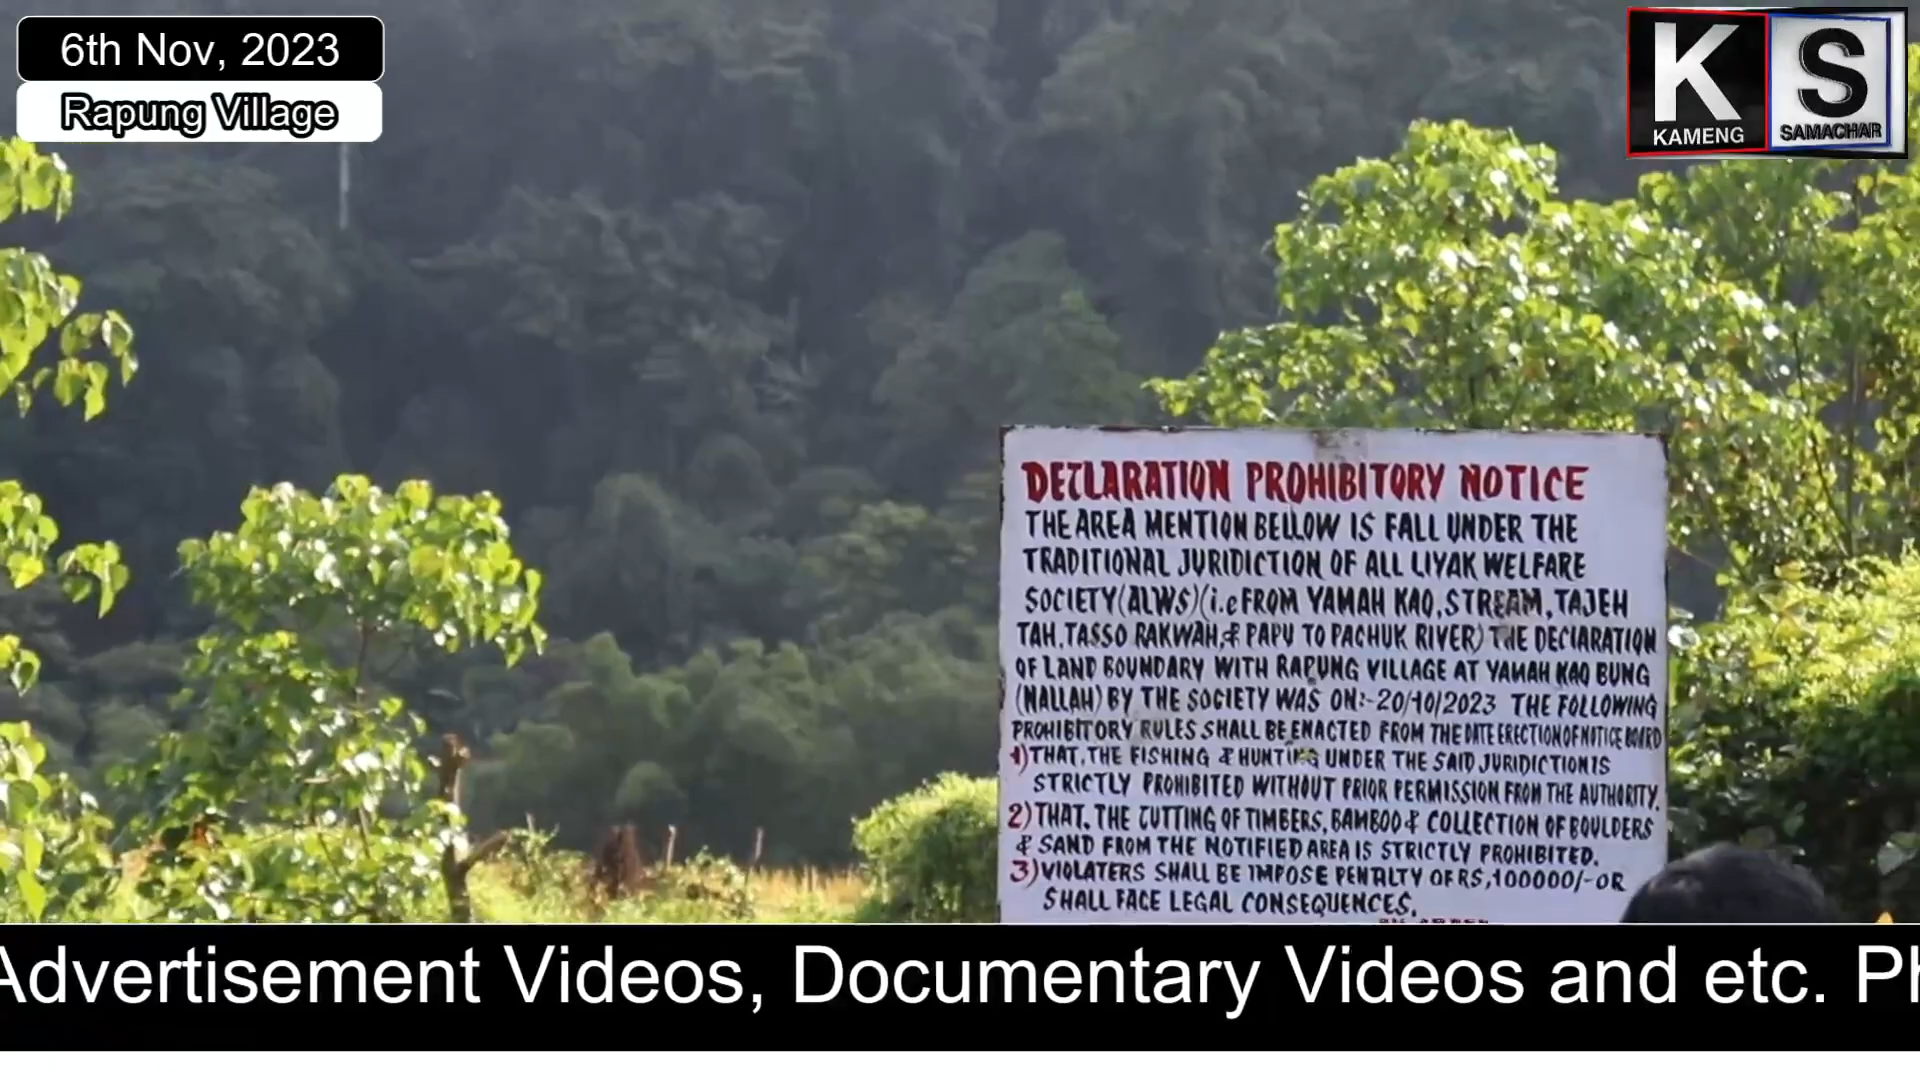 6th Nov, 2023
Rapung Village
K S
KAMENG SAMACHAR
DECLARATION PROHIBITORY NOTICE
THE AREA MENTION BELLOW IS FALL UNDER THE
TRADITIONAL JURIDICTION OF ALL LIYAK WELFARE
SOCIETY(ALWS)(i.e FROM YAMAH KAO, STREAM, TAJEH
TAH, TASSO RAKWAH, & PAPU TO PACHUK RIVER) THE DECLARATION
OF LAND BOUNDARY WITH RAPUNG VILLAGE AT YAMAH KAO BUNG
(NALLAH) BY THE SOCIETY WAS ON:-20/10/2023 THE FOLLOWING
PROHIBITORY RULES SHALL BE ENACTED FROM THE DATE ERECTION OF NOTICE BOARD
1) THAT, THE FISHING & HUNTING UNDER THE SAID JURIDICTION IS
STRICTLY PROHIBITED WITHOUT PRIOR PERMISSION FROM THE AUTHORITY.
2) THAT, THE CUTTING OF TIMBERS, BAMBOO & COLLECTION OF BOULDERS
& SAND FROM THE NOTIFIED AREA IS STRICTLY PROHIBITED.
3) VIOLATERS SHALL BE IMPOSE PENALTY OF RS, 100000/- OR
SHALL FACE LEGAL CONSEQUENCES.
Advertisement Videos, Documentary Videos and etc. Ph